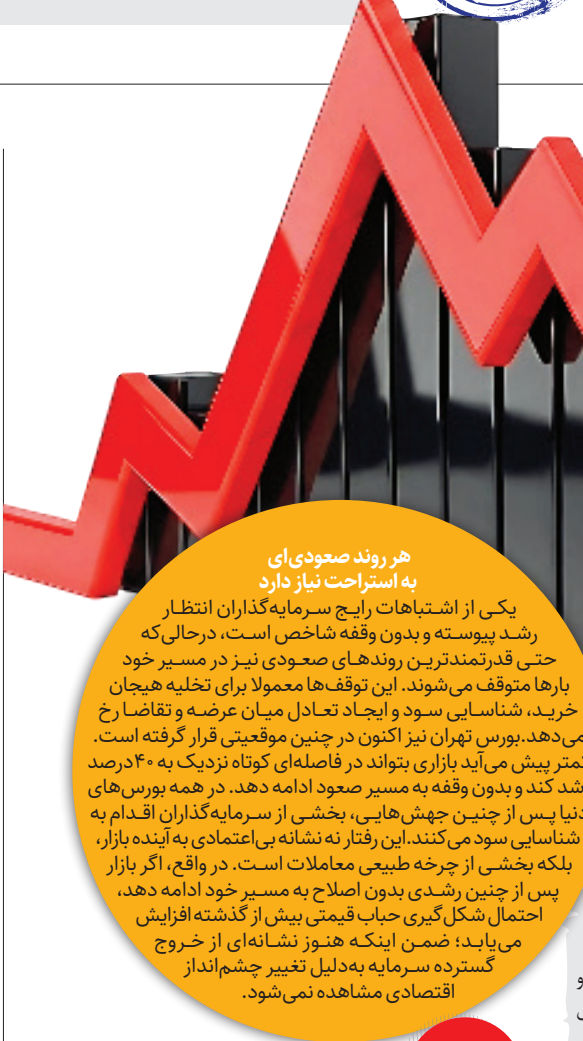 هر روند صعودی‌ای
به استراحت نیاز دارد
یکی از اشتباهات رایج سرمایه‌گذاران انتظار
رشد پیوسته و بدون وقفه شاخص است، درحالی‌که
حتی قدرتمندترین روندهای صعودی نیز در مسیر خود
بارها متوقف می‌شوند. این توقف‌ها معمولا برای تخلیه هیجان
خرید، شناسایی سود و ایجاد تعادل میان عرضه و تقاضا رخ
می‌دهد.بورس تهران نیز اکنون در چنین موقعیتی قرار گرفته است.
کمتر پیش می‌آید بازاری بتواند در فاصله‌ای کوتاه نزدیک به ۴۰درصد
رشد کند و بدون وقفه به مسیر صعود ادامه دهد. در همه بورس‌های
دنیا پس از چنین جهش‌هایی، بخشی از سرمایه‌گذاران اقدام به
شناسایی سود می‌کنند.این رفتار نه نشانه بی‌اعتمادی به آینده بازار،
بلکه بخشی از چرخه طبیعی معاملات است. در واقع، اگر بازار
پس از چنین رشدی بدون اصلاح به مسیر خود ادامه دهد،
احتمال شکل‌گیری حباب قیمتی بیش از گذشته افزایش
می‌یابد؛ ضمن اینکه هنوز نشانه‌ای از خروج
گسترده سرمایه به‌دلیل تغییر چشم‌انداز
اقتصادی مشاهده نمی‌شود.
و